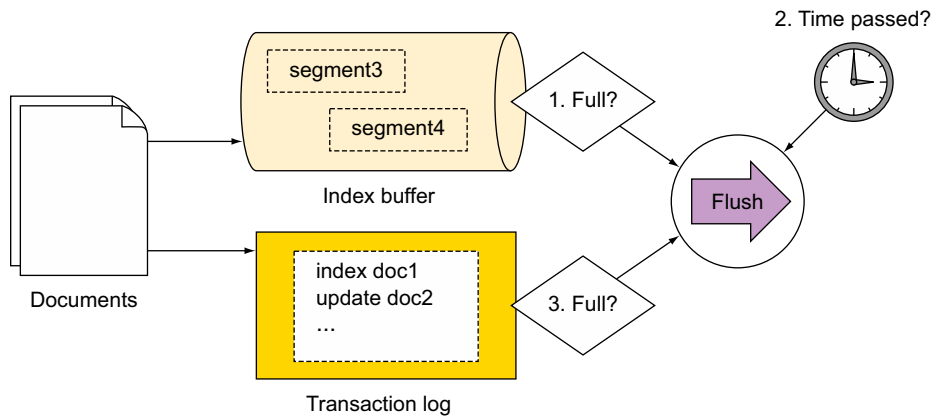 2. Time passed?
segment3
1. Full?
segment4
Index buffer
Flush
index doc1
update doc2
...
3. Full?
Documents
Transaction log